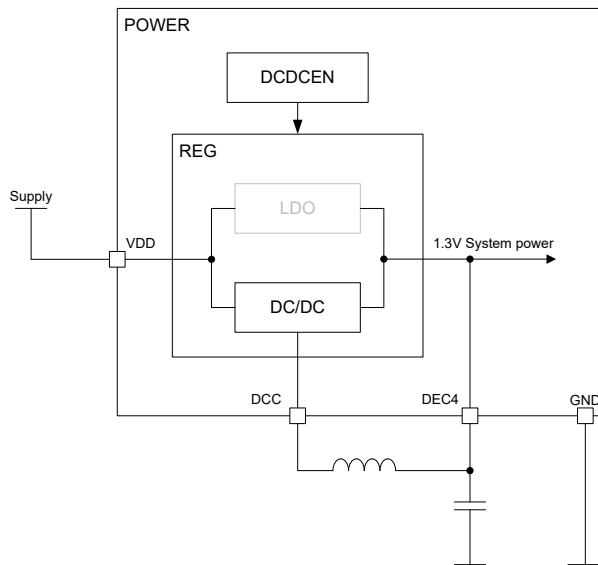 POWER
DCDCEN
REG
Supply
LDO
VDD
1.3V System power
DC/DC
DCC
DEC4
GND